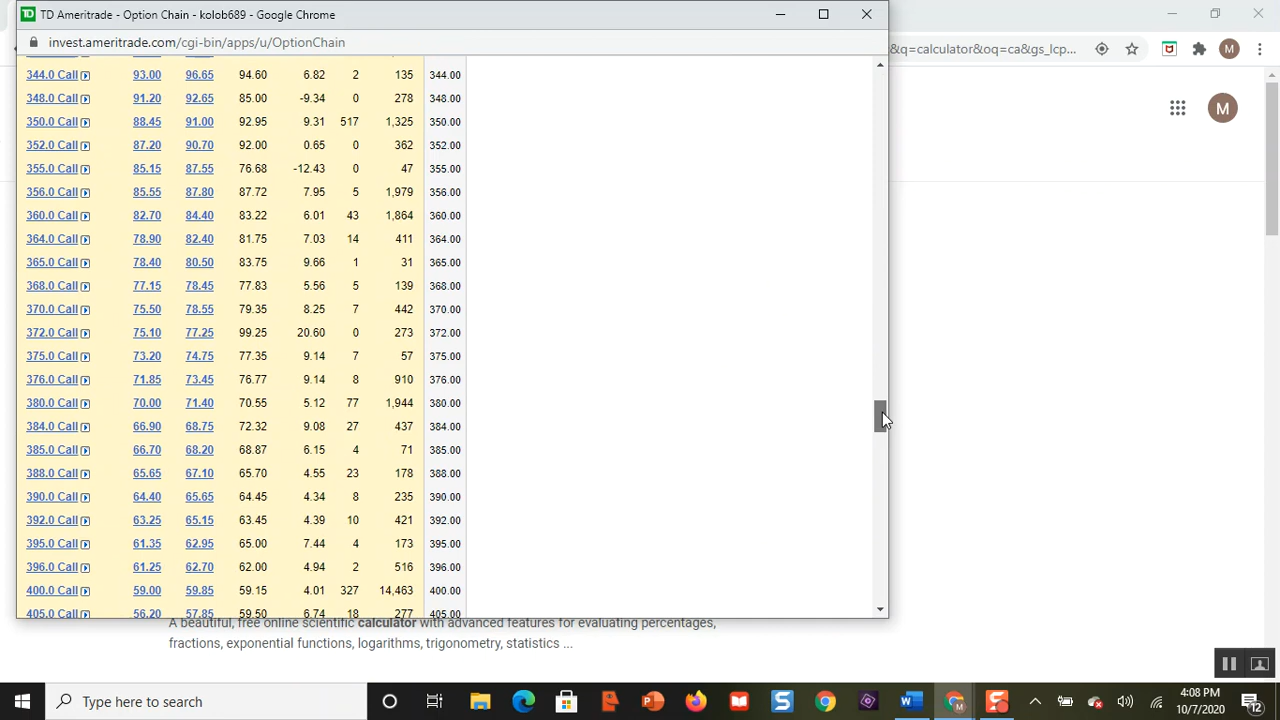 TD Ameritrade - Option Chain - kolob689 - Google Chrome
invest.ameritrade.com/cgi-bin/apps/u/OptionChain
&q=calculator&oq=ca&gs_lcp...
M
M
344.0 Call 93.00 96.65 94.60 6.82 2 135 344.00
348.0 Call 91.20 92.65 85.00 -9.34 0 278 348.00
350.0 Call 88.45 91.00 92.95 9.31 517 1,325 350.00
352.0 Call 87.20 90.70 92.00 0.65 0 362 352.00
355.0 Call 85.15 87.55 76.68 -12.43 0 47 355.00
356.0 Call 85.55 87.80 87.72 7.95 5 1,979 356.00
360.0 Call 82.70 84.40 83.22 6.01 43 1,864 360.00
364.0 Call 78.90 82.40 81.75 7.03 14 411 364.00
365.0 Call 78.40 80.50 83.75 9.66 1 31 365.00
368.0 Call 77.15 78.45 77.83 5.56 5 139 368.00
370.0 Call 75.50 78.55 79.35 8.25 7 442 370.00
372.0 Call 75.10 77.25 99.25 20.60 0 273 372.00
375.0 Call 73.20 74.75 77.35 9.14 7 57 375.00
376.0 Call 71.85 73.45 76.77 9.14 8 910 376.00
380.0 Call 70.00 71.40 70.55 5.12 77 1,944 380.00
384.0 Call 66.90 68.75 72.32 9.08 27 437 384.00
385.0 Call 66.70 68.20 68.87 6.15 4 71 385.00
388.0 Call 65.65 67.10 65.70 4.55 23 178 388.00
390.0 Call 64.40 65.65 64.45 4.34 8 235 390.00
392.0 Call 63.25 65.15 63.45 4.39 10 421 392.00
395.0 Call 61.35 62.95 65.00 7.44 4 173 395.00
396.0 Call 61.25 62.70 62.00 4.94 2 516 396.00
400.0 Call 59.00 59.85 59.15 4.01 327 14,463 400.00
405.0 Call 56.20 57.85 59.50 6.74 18 277 405.00
A beautiful, free online scientific calculator with advanced features for evaluating percentages,
fractions, exponential functions, logarithms, trigonometry, statistics ...
Type here to search
4:08 PM
10/7/2020
12